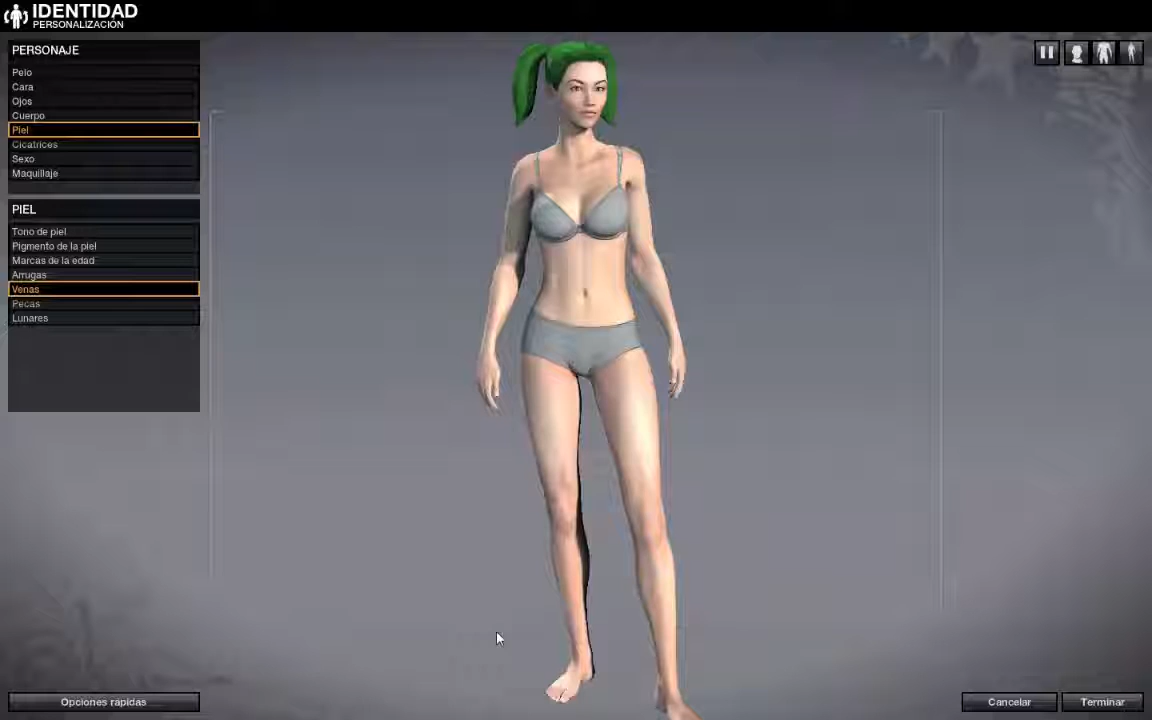 IDENTIDAD
PERSONALIZACIÓN
PERSONAJE
Pelo
Cara
Ojos
Cuerpo
Piel
Cicatrices
Sexo
Maquillaje
PIEL
Tono de piel
Pigmento de la piel
Marcas de la edad
Arrugas
Venas
Pecas
Lunares
Opciones rápidas
Cancelar
Terminar